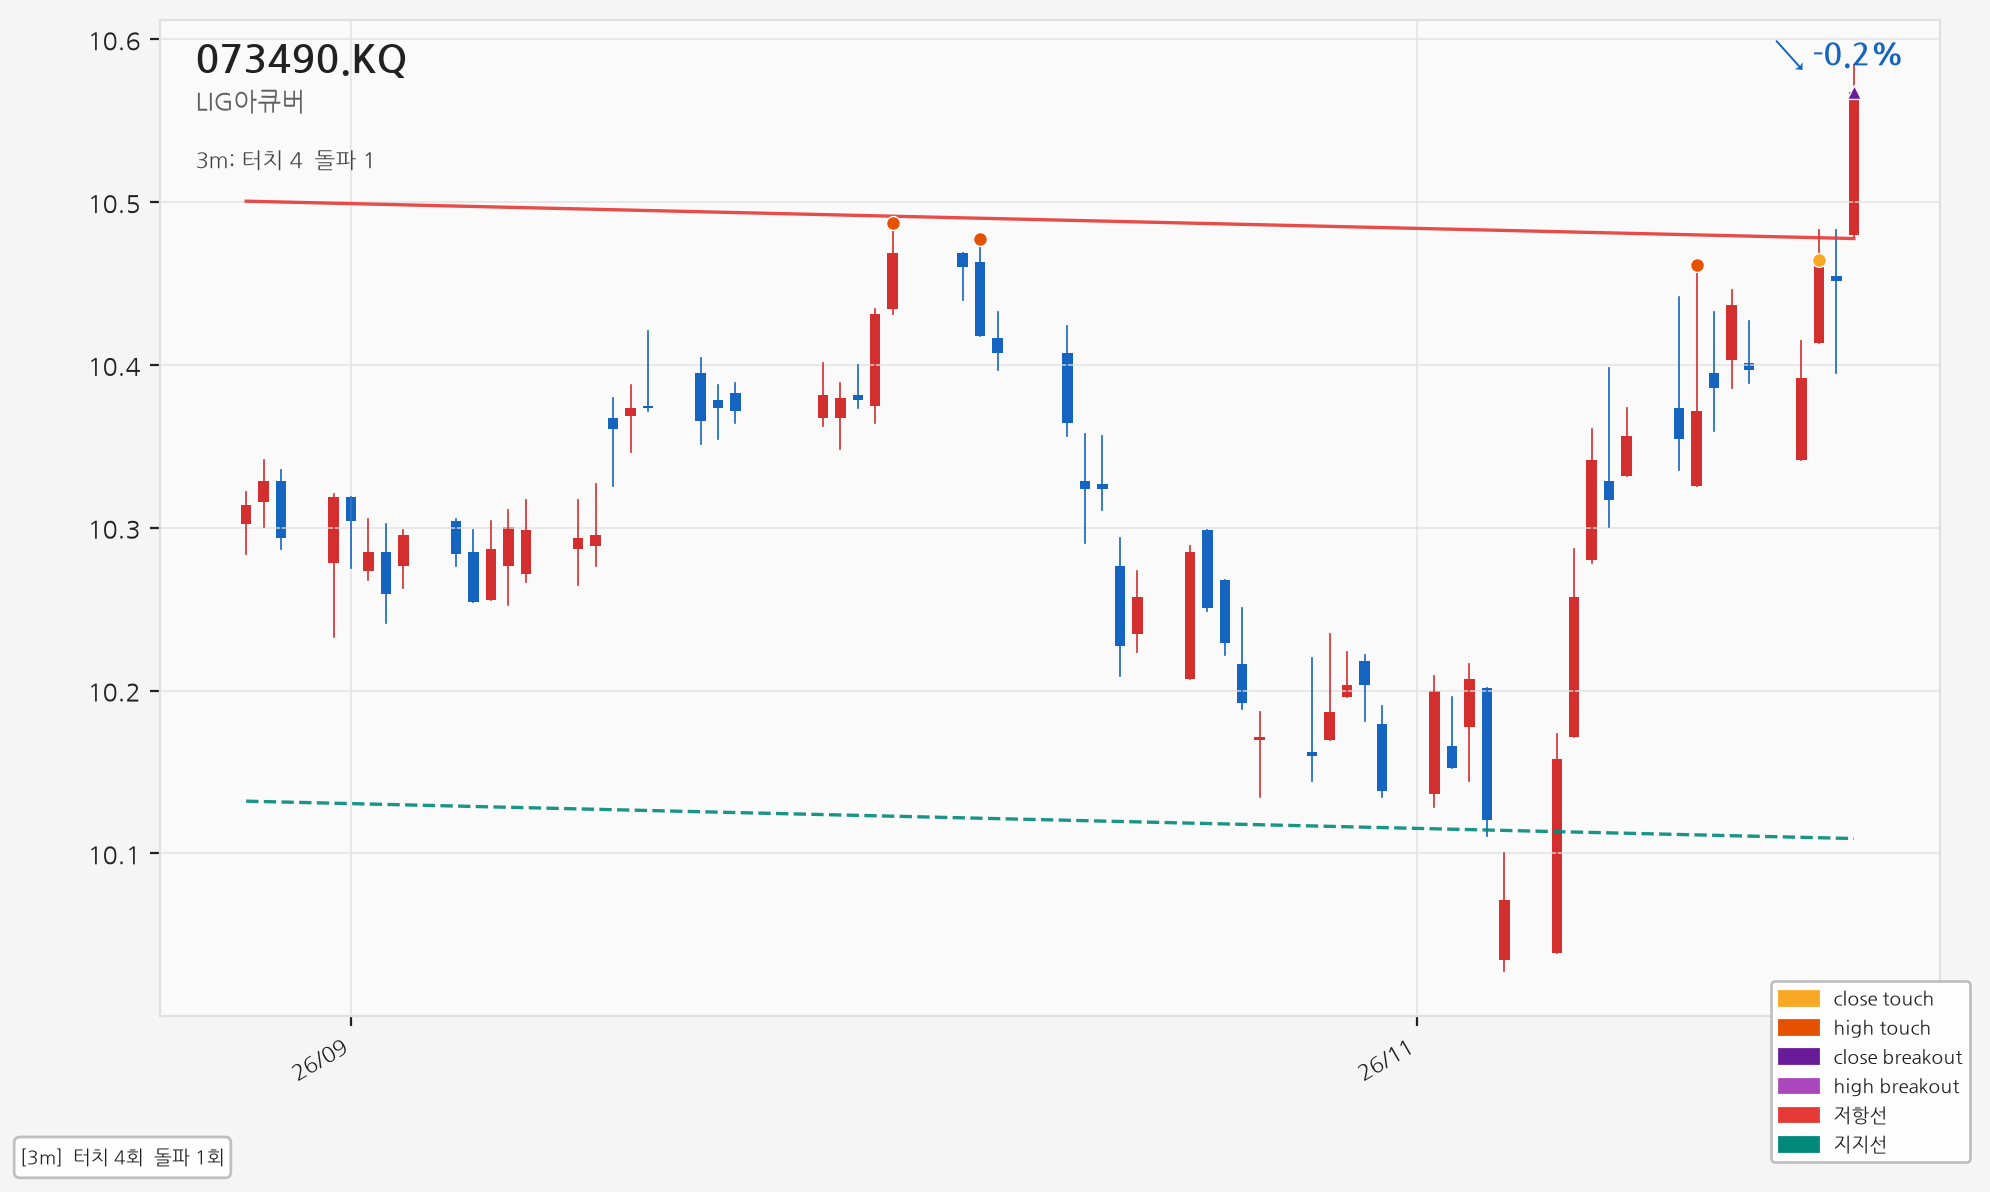 073490.KQ
LIG아큐버
3m: 터치 4  돌파 1
-0.2%
10.6
10.5
10.4
10.3
10.2
10.1
26/09
26/11
close touch
high touch
close breakout
high breakout
저항선
지지선
[3m]  터치 4회  돌파 1회